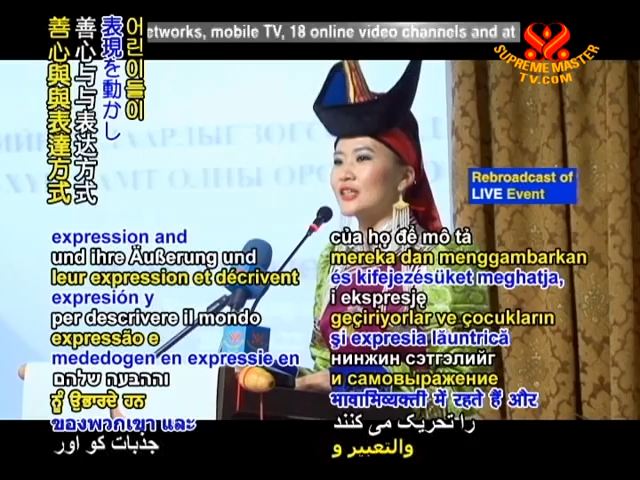 etworks, mobile TV, 18 online video channels and at
SUPREME MASTER
TV.COM
어린이들이
表現を動かし
善心与与表达方式
善心與與表達方式
Rebroadcast of
LIVE Event
expression and
und ihre Äußerung und
leur expression et décrivent
expresión y
per descrivere il mondo
expressão e
mededogen en expressie en
וההבעה שלהם
ਨੂੰ ਉਭਾਰਦੇ ਹਨ
ของพวกเขา และ
جذبات کو اور
của họ để mô tả
mereka dan menggambarkan
és kifejezésüket meghatja,
i ekspresję
geçiriyorlar ve çocukların
și expresia lăuntrică
нинжин сэтгэлийг
и самовыражение
भावाभिव्यक्ती में रहते हैं और
را تحریک می کنند
والتعبير و